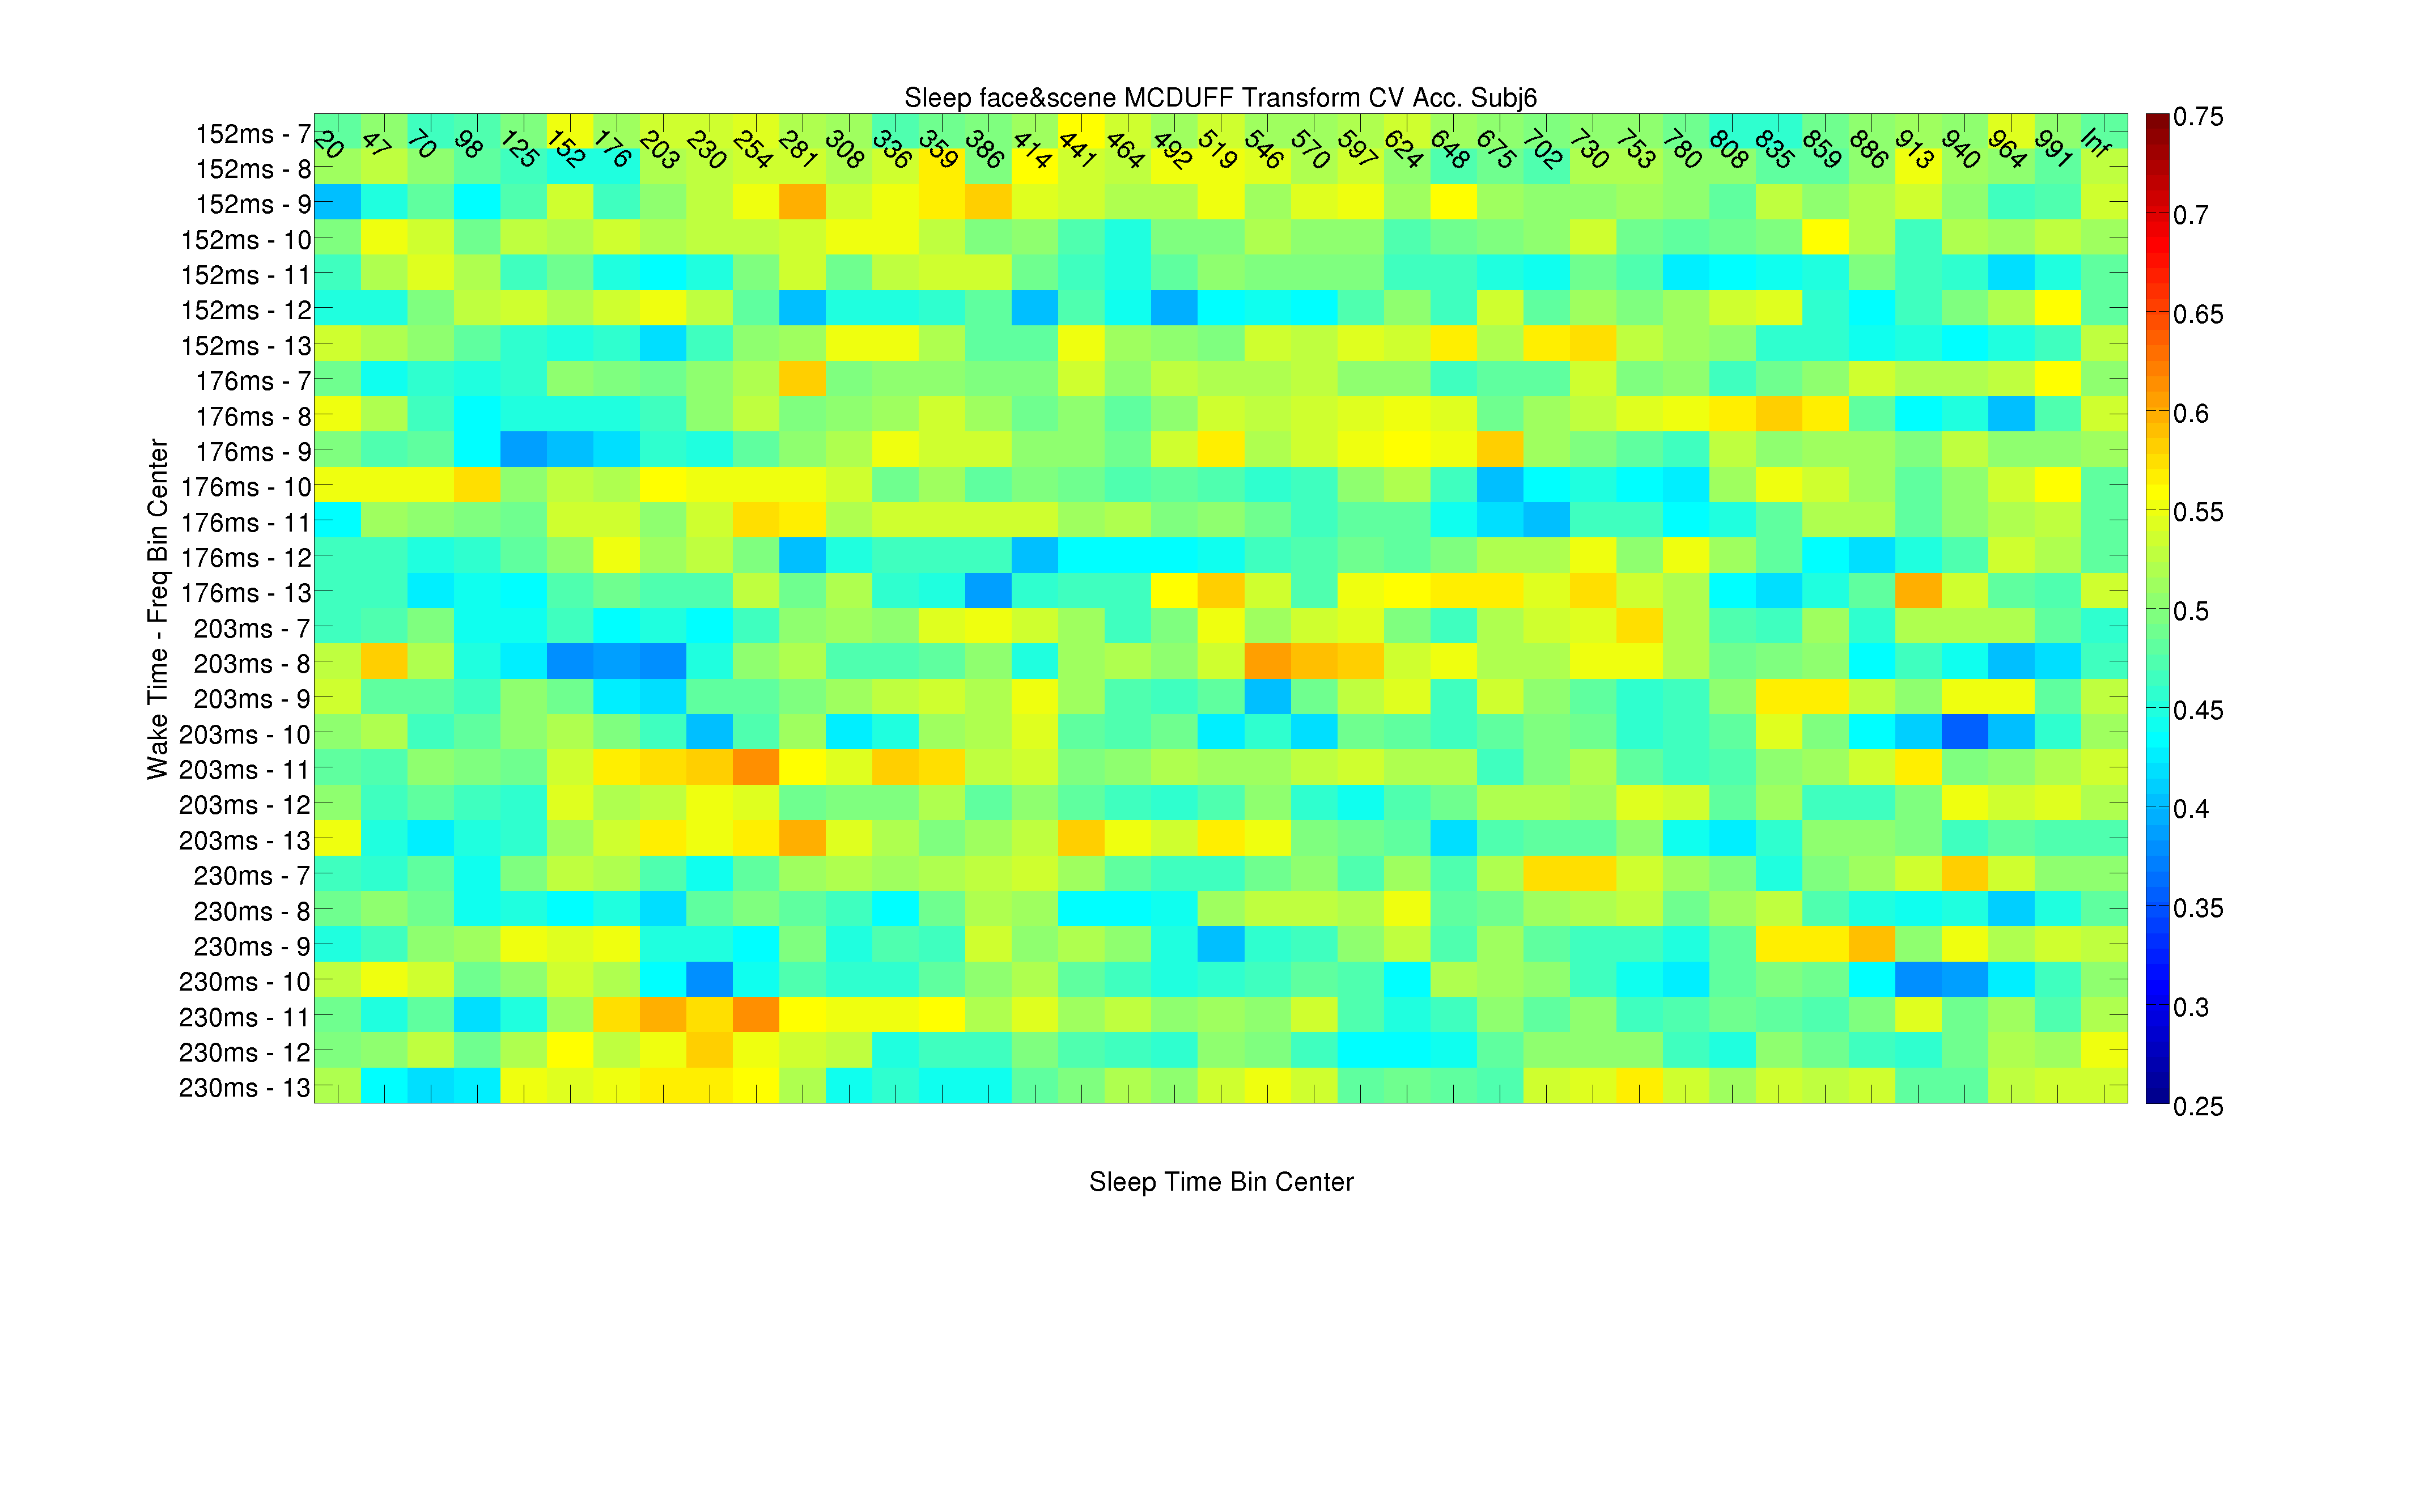 Sleep face&scene MCDUFF Transform CV Acc. Subj6
20 47 70 98 125 152 176 203 230 254 281 308 336 359 386 414 441 464 492 519 546 570 597 624 648 675 702 730 753 780 808 835 859 886 913 940 964 991 Inf
Wake Time - Freq Bin Center
152ms - 7
152ms - 8
152ms - 9
152ms - 10
152ms - 11
152ms - 12
152ms - 13
176ms - 7
176ms - 8
176ms - 9
176ms - 10
176ms - 11
176ms - 12
176ms - 13
203ms - 7
203ms - 8
203ms - 9
203ms - 10
203ms - 11
203ms - 12
203ms - 13
230ms - 7
230ms - 8
230ms - 9
230ms - 10
230ms - 11
230ms - 12
230ms - 13
0.75
0.7
0.65
0.6
0.55
0.5
0.45
0.4
0.35
0.3
0.25
Sleep Time Bin Center